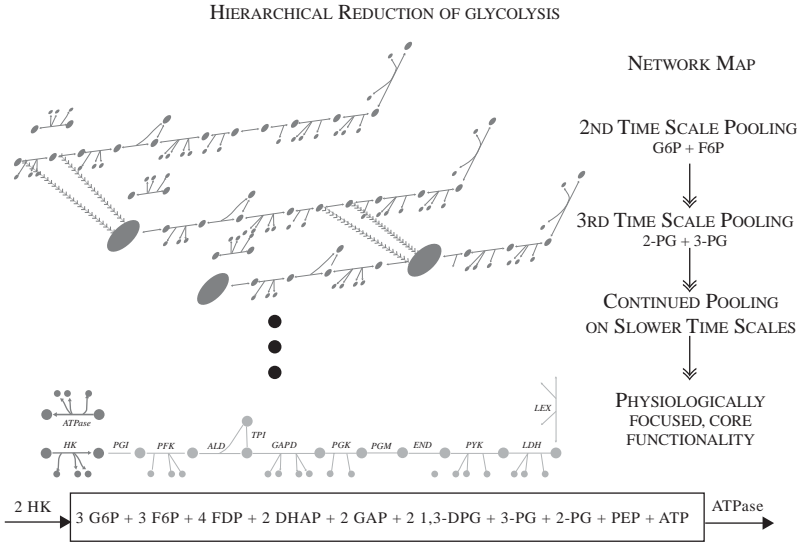 HIERARCHICAL REDUCTION OF GLYCOLYSIS
NETWORK MAP
2ND TIME SCALE POOLING
G6P + F6P
3RD TIME SCALE POOLING
2-PG + 3-PG
CONTINUED POOLING
ON SLOWER TIME SCALES
PHYSIOLOGICALLY
FOCUSED, CORE
FUNCTIONALITY
ATPase
LEX
HK PGI PFK ALD TPI GAPD PGK PGM END PYK LDH
2 HK
3 G6P + 3 F6P + 4 FDP + 2 DHAP + 2 GAP + 2 1,3-DPG + 3-PG + 2-PG + PEP + ATP
ATPase